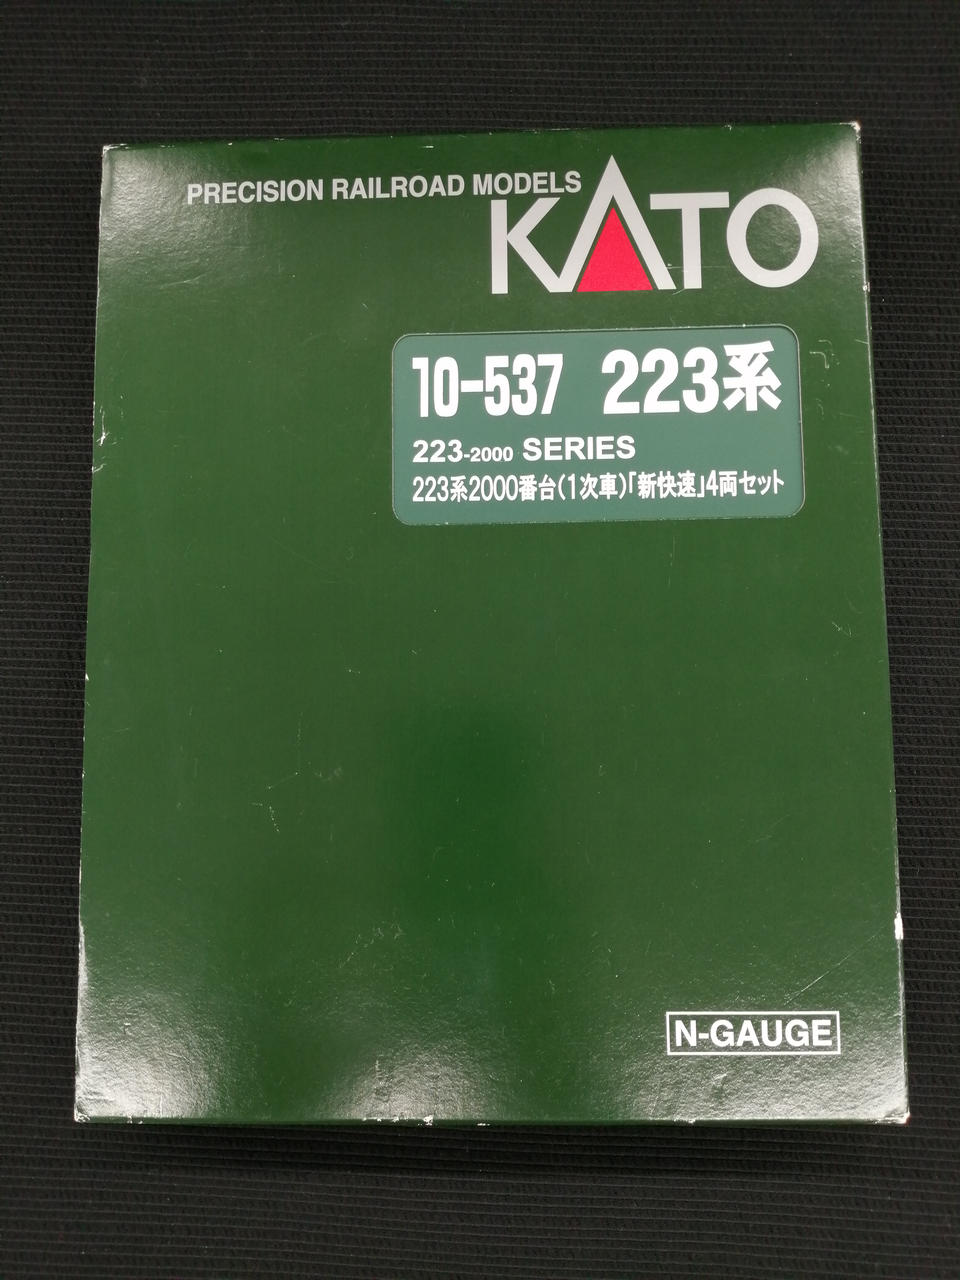 PRECISION RAILROAD MODELS
KATO
10-537 223系
223-2000 SERIES
223系2000番台(1次車)「新快速」4両セット
N-GAUGE